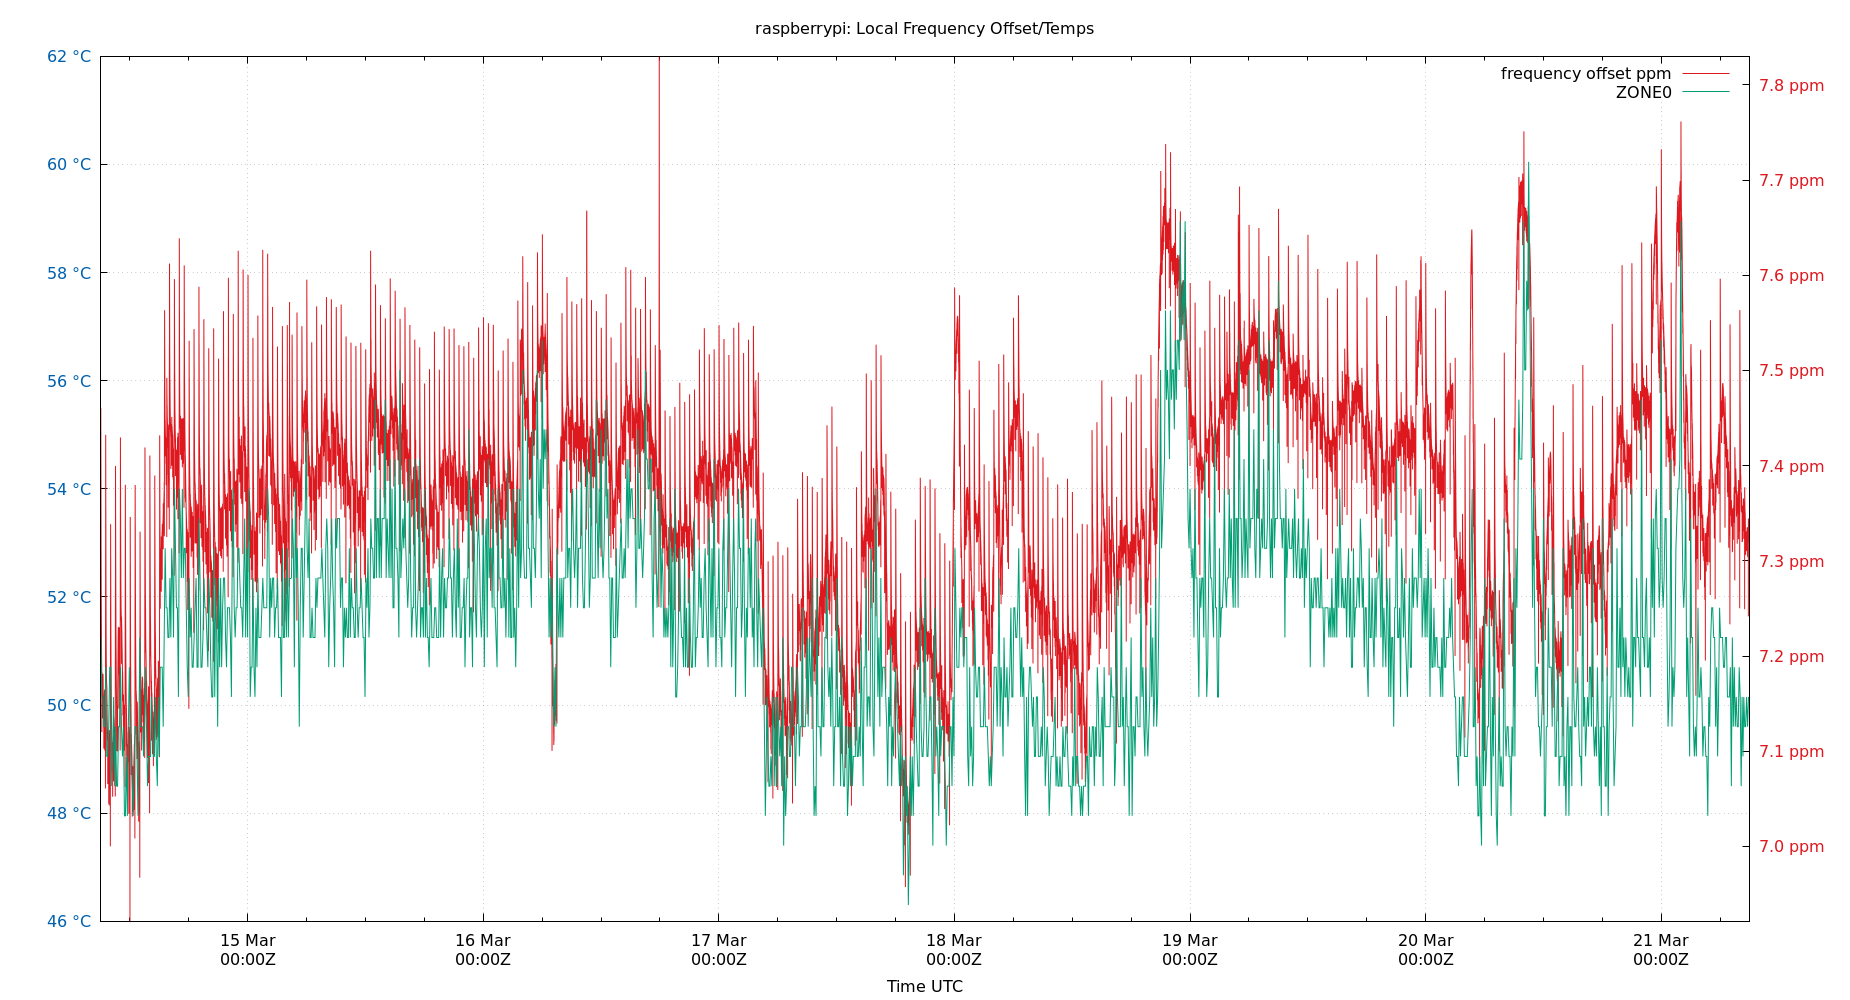 raspberrypi: Local Frequency Offset/Temps
62 °C
60 °C
58 °C
56 °C
54 °C
52 °C
50 °C
48 °C
46 °C
frequency offset ppm
ZONE0
7.8 ppm
7.7 ppm
7.6 ppm
7.5 ppm
7.4 ppm
7.3 ppm
7.2 ppm
7.1 ppm
7.0 ppm
15 Mar
00:00Z
16 Mar
00:00Z
17 Mar
00:00Z
18 Mar
00:00Z
19 Mar
00:00Z
20 Mar
00:00Z
21 Mar
00:00Z
Time UTC